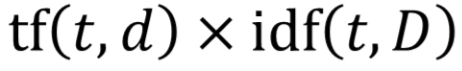 tf(t, d) × idf(t, D)